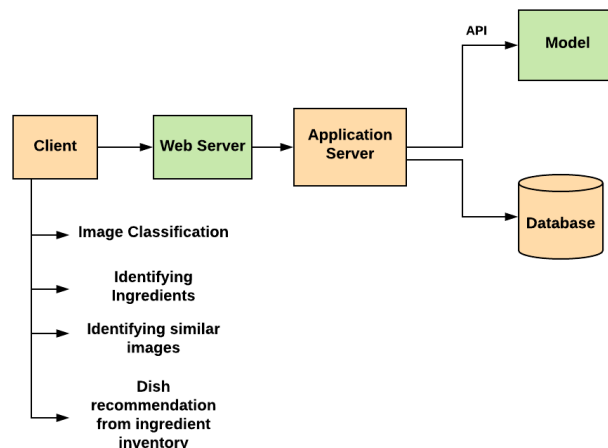 API
Model
Client
Web Server
Application
Server
Database
Image Classification
Identifying
Ingredients
Identifying similar
images
Dish
recommendation
from ingredient
inventory